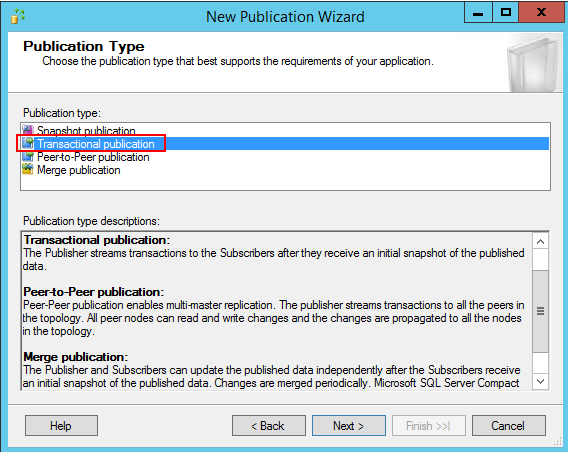 New Publication Wizard
Publication Type
Choose the publication type that best supports the requirements of your application.
Publication type:
Snapshot publication
Transactional publication
Peer-to-Peer publication
Merge publication
Publication type descriptions:
Transactional publication:
The Publisher streams transactions to the Subscribers after they receive an initial snapshot of the published
data.
Peer-to-Peer publication:
Peer-Peer publication enables multi-master replication. The publisher streams transactions to all the peers in
the topology. All peer nodes can read and write changes and the changes are propagated to all the nodes
in the topology.
Merge publication:
The Publisher and Subscribers can update the published data independently after the Subscribers receive
an initial snapshot of the published data. Changes are merged periodically. Microsoft SQL Server Compact
Help
< Back
Next >
Finish >>|
Cancel